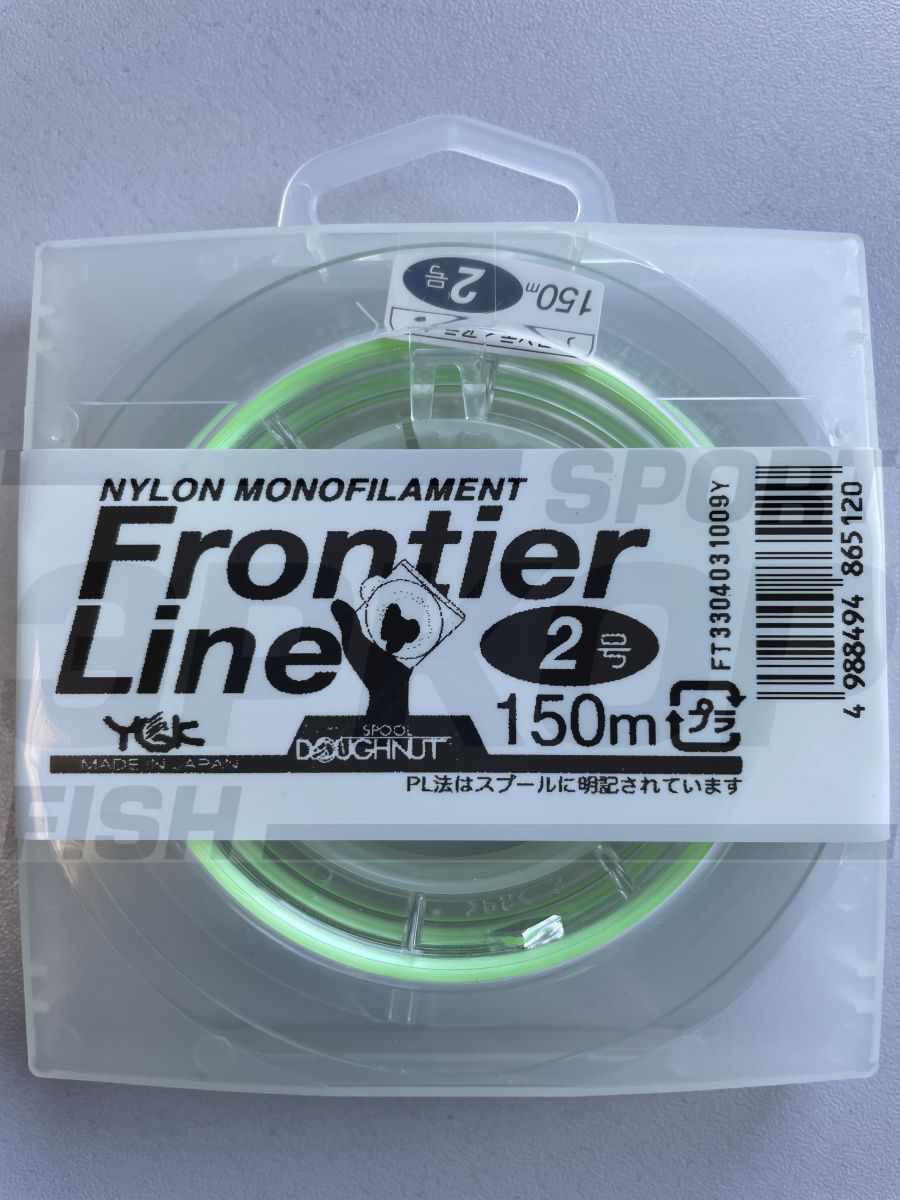 150m
2号
NYLON MONOFILAMENT
Frontier
Line
2号
150m
プラ
YGK
SPOOL
DOUGHNUT
MADE IN JAPAN
PL法はスプールに明記されています
FT3304031009Y
4 988494 865120
SPORT
FISH